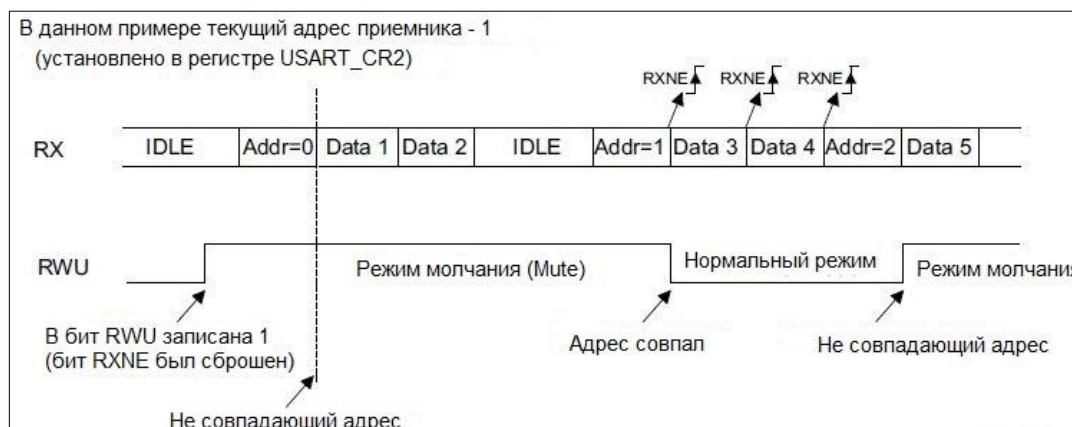 В данном примере текущий адрес приемника - 1
(установлено в регистре USART_CR2)
RXNE RXNE RXNE
RX IDLE Addr=0 Data 1 Data 2 IDLE Addr=1 Data 3 Data 4 Addr=2 Data 5
RWU Режим молчания (Mute) Нормальный режим Режим молчания
В бит RWU записана 1
(бит RXNE был сброшен)
Адрес совпал
Не совпадающий адрес
Не совпадающий адрес